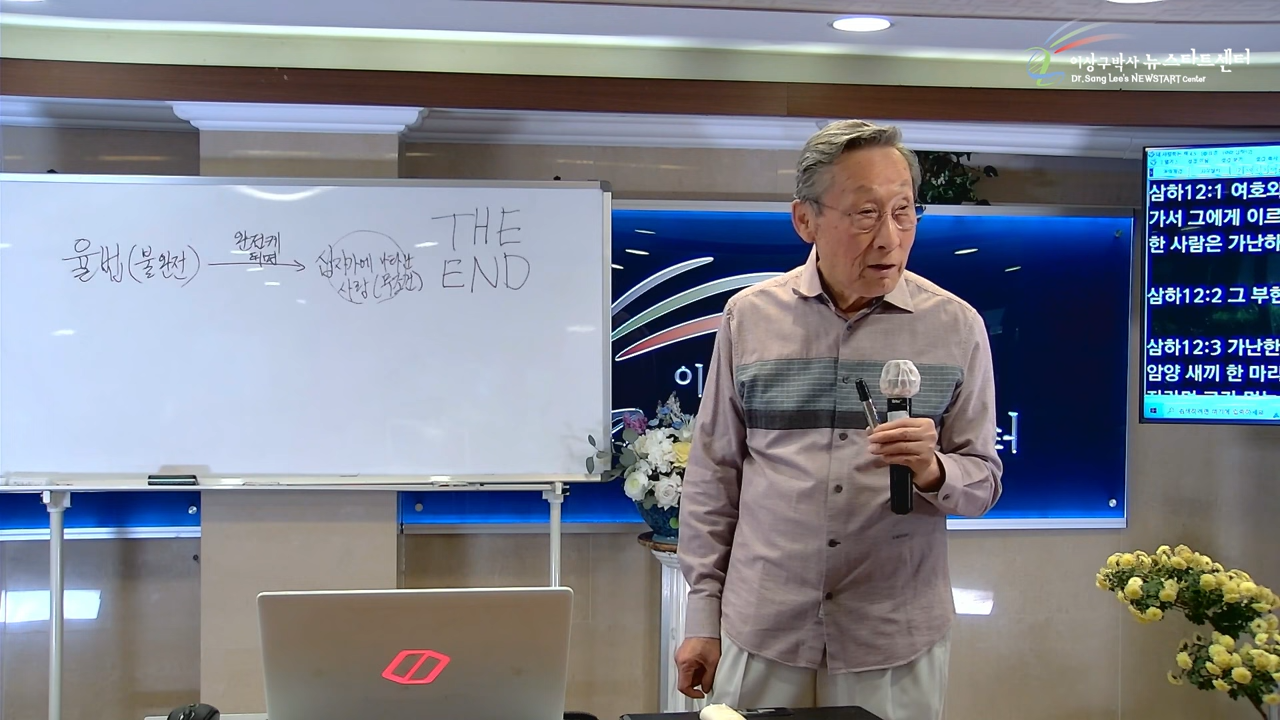 이상구박사 뉴스타트센터
Dr. Sang Lee's NEWSTART Center
율법(불완전)
완전케
되면
십자가에 나타난
사랑(무조건)
THE
END
삼하12:1 여호와
가서 그에게 이르
한 사람은 가난하
삼하12:2 그 부한
삼하12:3 가난한
암양 새끼 한 마리
이